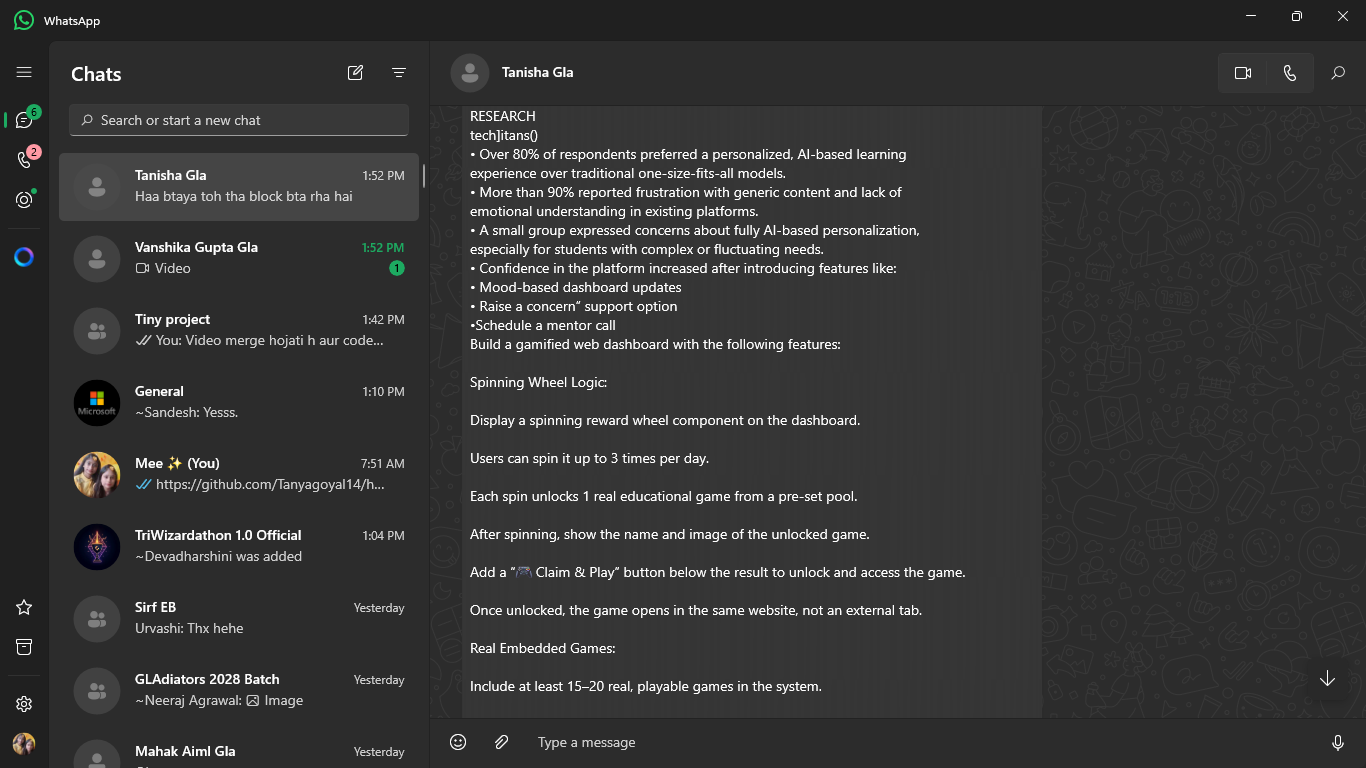 WhatsApp
Chats
Search or start a new chat
6
2
Tanisha Gla
1:52 PM
Haa btaya toh tha block bta rha hai
Vanshika Gupta Gla
1:52 PM
Video
1
Tiny project
1:42 PM
You: Video merge hojati h aur code...
Microsoft
General
1:10 PM
~Sandesh: Yesss.
Mee ✨ (You)
7:51 AM
https://github.com/Tanyagoyal14/h...
TriWizardathon 1.0 Official
1:04 PM
~Devadharshini was added
Sirf EB
Yesterday
Urvashi: Thx hehe
GLAdiators 2028 Batch
Yesterday
~Neeraj Agrawal: Image
Mahak Aiml Gla
Yesterday
Tanisha Gla
RESEARCH
tech]itans()
• Over 80% of respondents preferred a personalized, AI-based learning
experience over traditional one-size-fits-all models.
• More than 90% reported frustration with generic content and lack of
emotional understanding in existing platforms.
• A small group expressed concerns about fully AI-based personalization,
especially for students with complex or fluctuating needs.
• Confidence in the platform increased after introducing features like:
• Mood-based dashboard updates
• Raise a concern" support option
•Schedule a mentor call
Build a gamified web dashboard with the following features:
Spinning Wheel Logic:
Display a spinning reward wheel component on the dashboard.
Users can spin it up to 3 times per day.
Each spin unlocks 1 real educational game from a pre-set pool.
After spinning, show the name and image of the unlocked game.
Add a "🎮 Claim & Play" button below the result to unlock and access the game.
Once unlocked, the game opens in the same website, not an external tab.
Real Embedded Games:
Include at least 15–20 real, playable games in the system.
Type a message